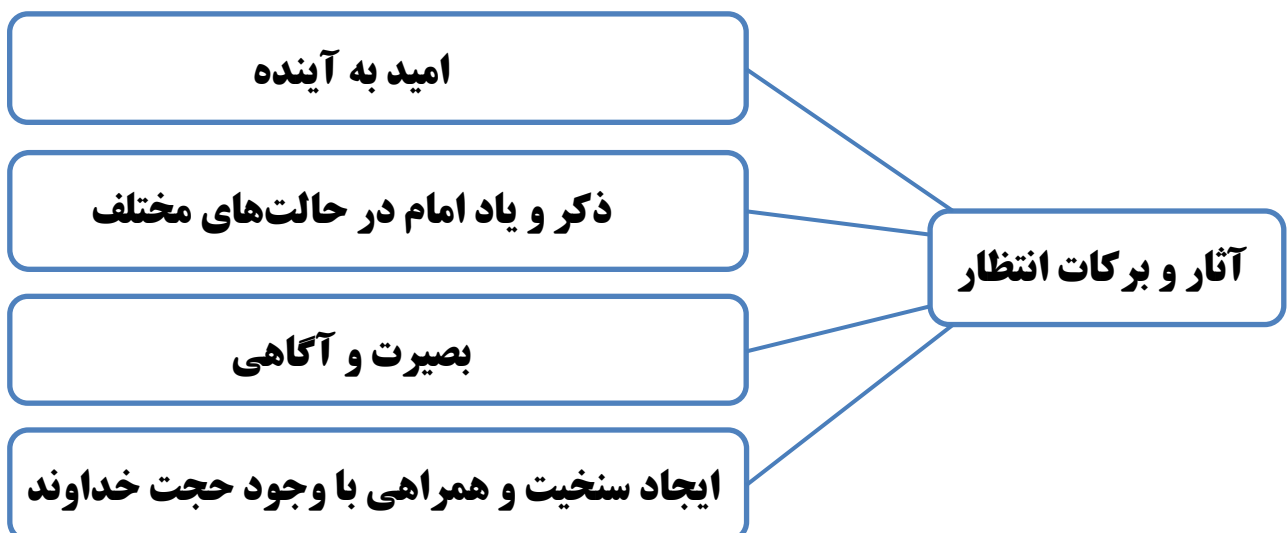 آثار و برکات انتظار
امید به آینده
ذکر و یاد امام در حالت‌های مختلف
بصیرت و آگاهی
ایجاد سنخیت و همراهی با وجود حجت خداوند